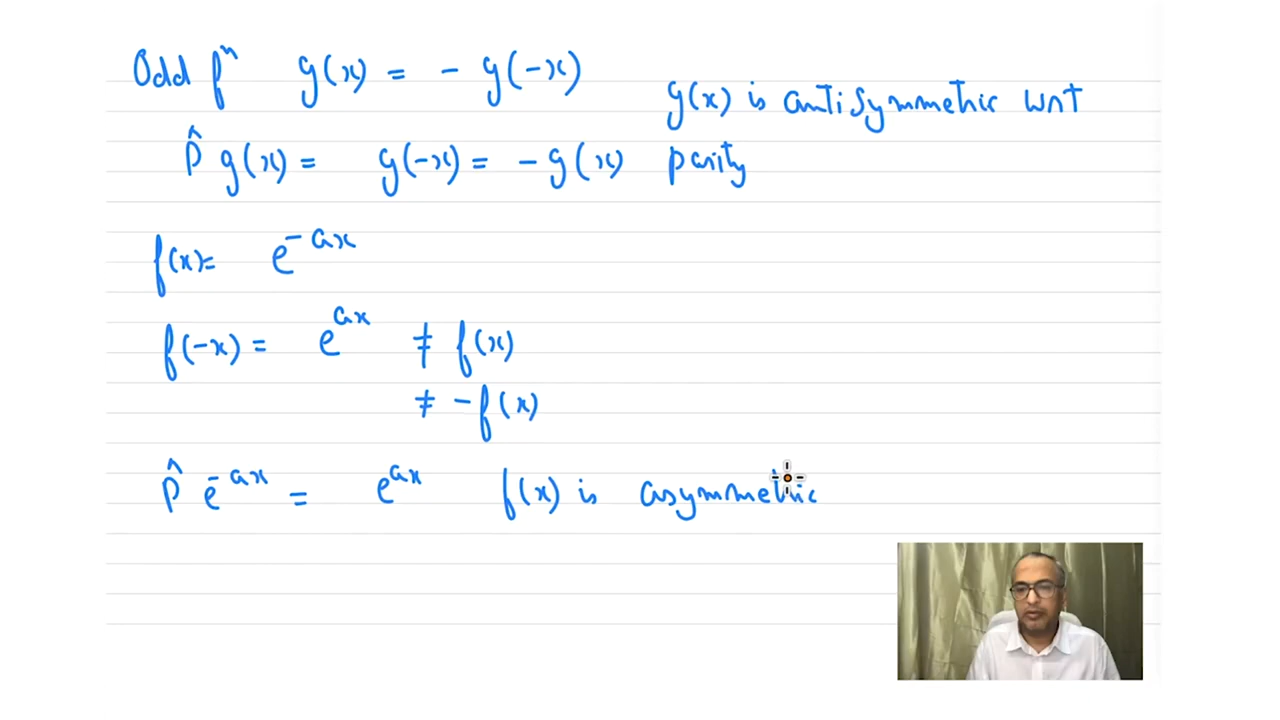 Odd fⁿ g(x) = - g(-x)
g(x) is antisymmetric wrt
P̂ g(x) = g(-x) = - g(x) parity
f(x) = e^{-ax}
f(-x) = e^{ax} ≠ f(x)
≠ -f(x)
P̂ e^{-ax} = e^{ax} f(x) is asymmetric